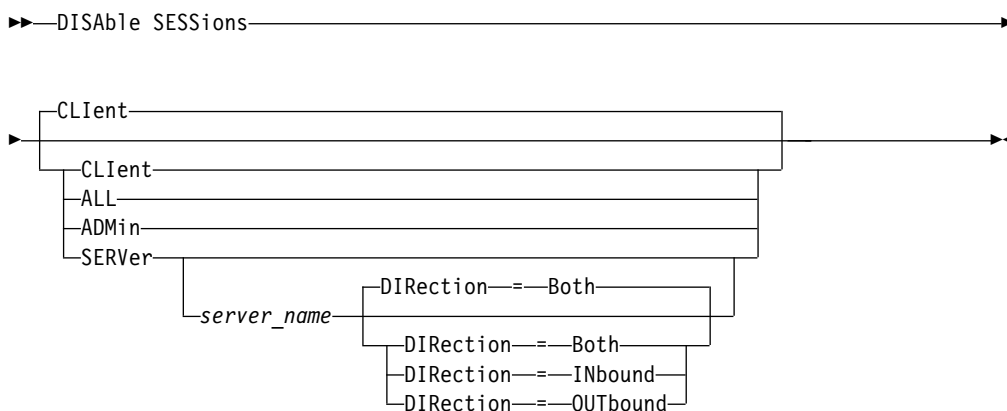 DISAble SESSions
CLIent
CLIent
ALL
ADMin
SERVer
DIRection = Both
server_name
DIRection = Both
DIRection = INbound
DIRection = OUTbound